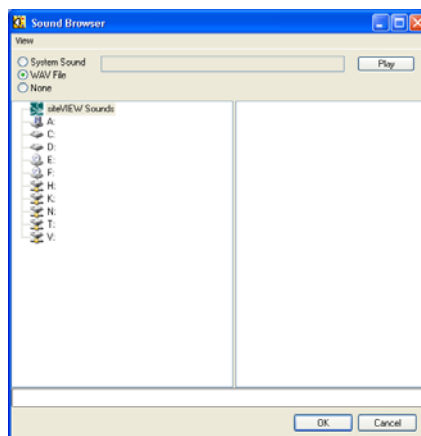 Sound Browser
View
System Sound
Play
WAV File
None
siteVIEW Sounds
A:
C:
D:
E:
F:
H:
K:
N:
T:
V:
OK Cancel